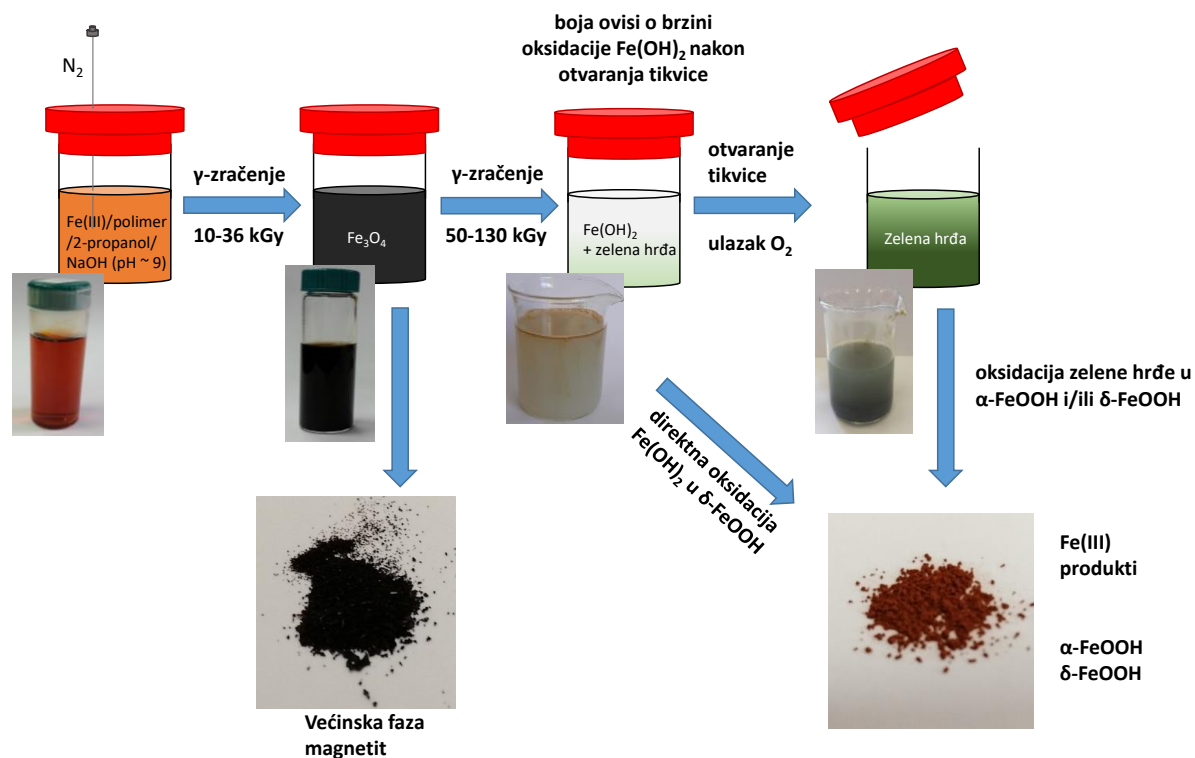 boja ovisi o brzini
oksidacije Fe(OH)₂ nakon
otvaranja tikvice
N₂
γ-zračenje
10-36 kGy
γ-zračenje
50-130 kGy
otvaranje
tikvice
ulazak O₂
Fe(III)/polimer
/2-propanol/
NaOH (pH ~ 9)
Fe₃O₄
Fe(OH)₂
+ zelena hrđa
Zelena hrđa
oksidacija zelene hrđe u
α-FeOOH i/ili δ-FeOOH
direktna oksidacija
Fe(OH)₂ u δ-FeOOH
Fe(III)
produkti
α-FeOOH
δ-FeOOH
Većinska faza
magnetit